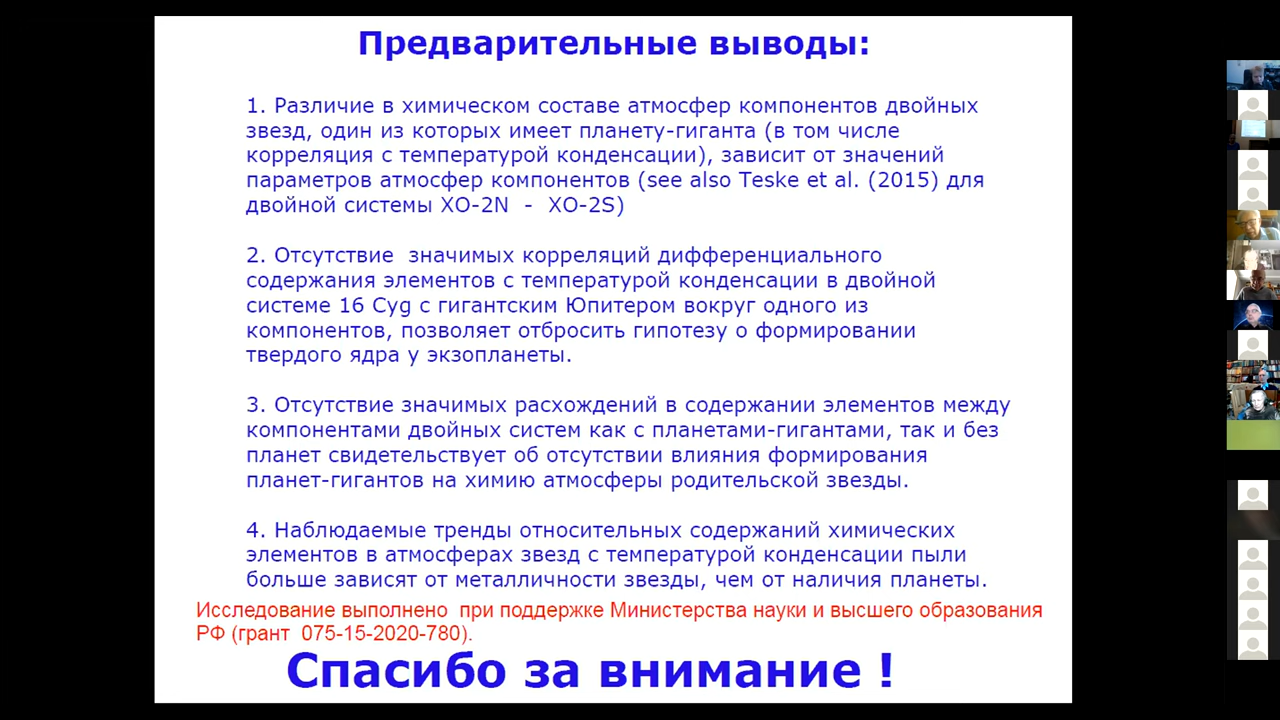 Предварительные выводы:
1. Различие в химическом составе атмосфер компонентов двойных
звезд, один из которых имеет планету-гиганта (в том числе
корреляция с температурой конденсации), зависит от значений
параметров атмосфер компонентов (see also Teske et al. (2015) для
двойной системы XO-2N - XO-2S)
2. Отсутствие значимых корреляций дифференциального
содержания элементов с температурой конденсации в двойной
системе 16 Cyg с гигантским Юпитером вокруг одного из
компонентов, позволяет отбросить гипотезу о формировании
твердого ядра у экзопланеты.
3. Отсутствие значимых расхождений в содержании элементов между
компонентами двойных систем как с планетами-гигантами, так и без
планет свидетельствует об отсутствии влияния формирования
планет-гигантов на химию атмосферы родительской звезды.
4. Наблюдаемые тренды относительных содержаний химических
элементов в атмосферах звезд с температурой конденсации пыли
больше зависят от металличности звезды, чем от наличия планеты.
Исследование выполнено при поддержке Министерства науки и высшего образования
РФ (грант 075-15-2020-780).
Спасибо за внимание !